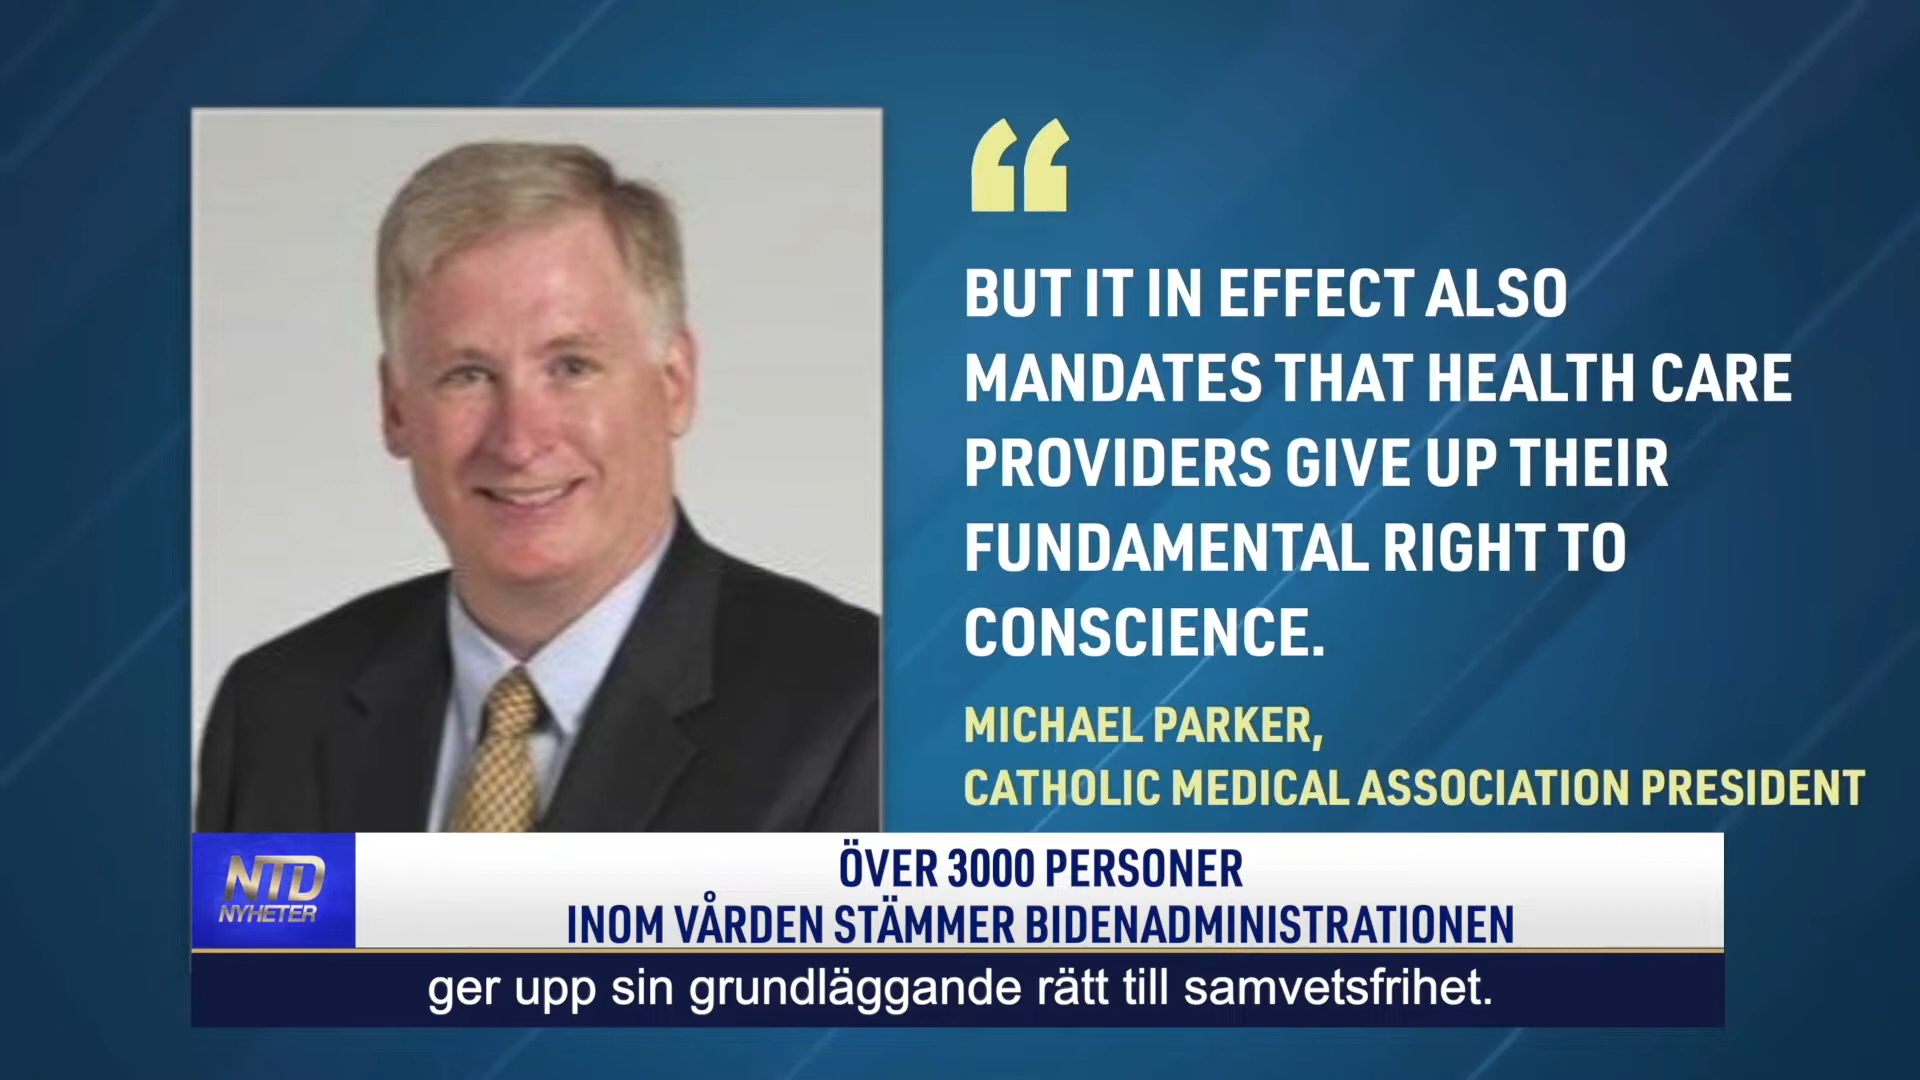 “
BUT IT IN EFFECT ALSO
MANDATES THAT HEALTH CARE
PROVIDERS GIVE UP THEIR
FUNDAMENTAL RIGHT TO
CONSCIENCE.
MICHAEL PARKER,
CATHOLIC MEDICAL ASSOCIATION PRESIDENT
NTD
NYHETER
ÖVER 3000 PERSONER
INOM VÅRDEN STÄMMER BIDENADMINISTRATIONEN
ger upp sin grundläggande rätt till samvetsfrihet.